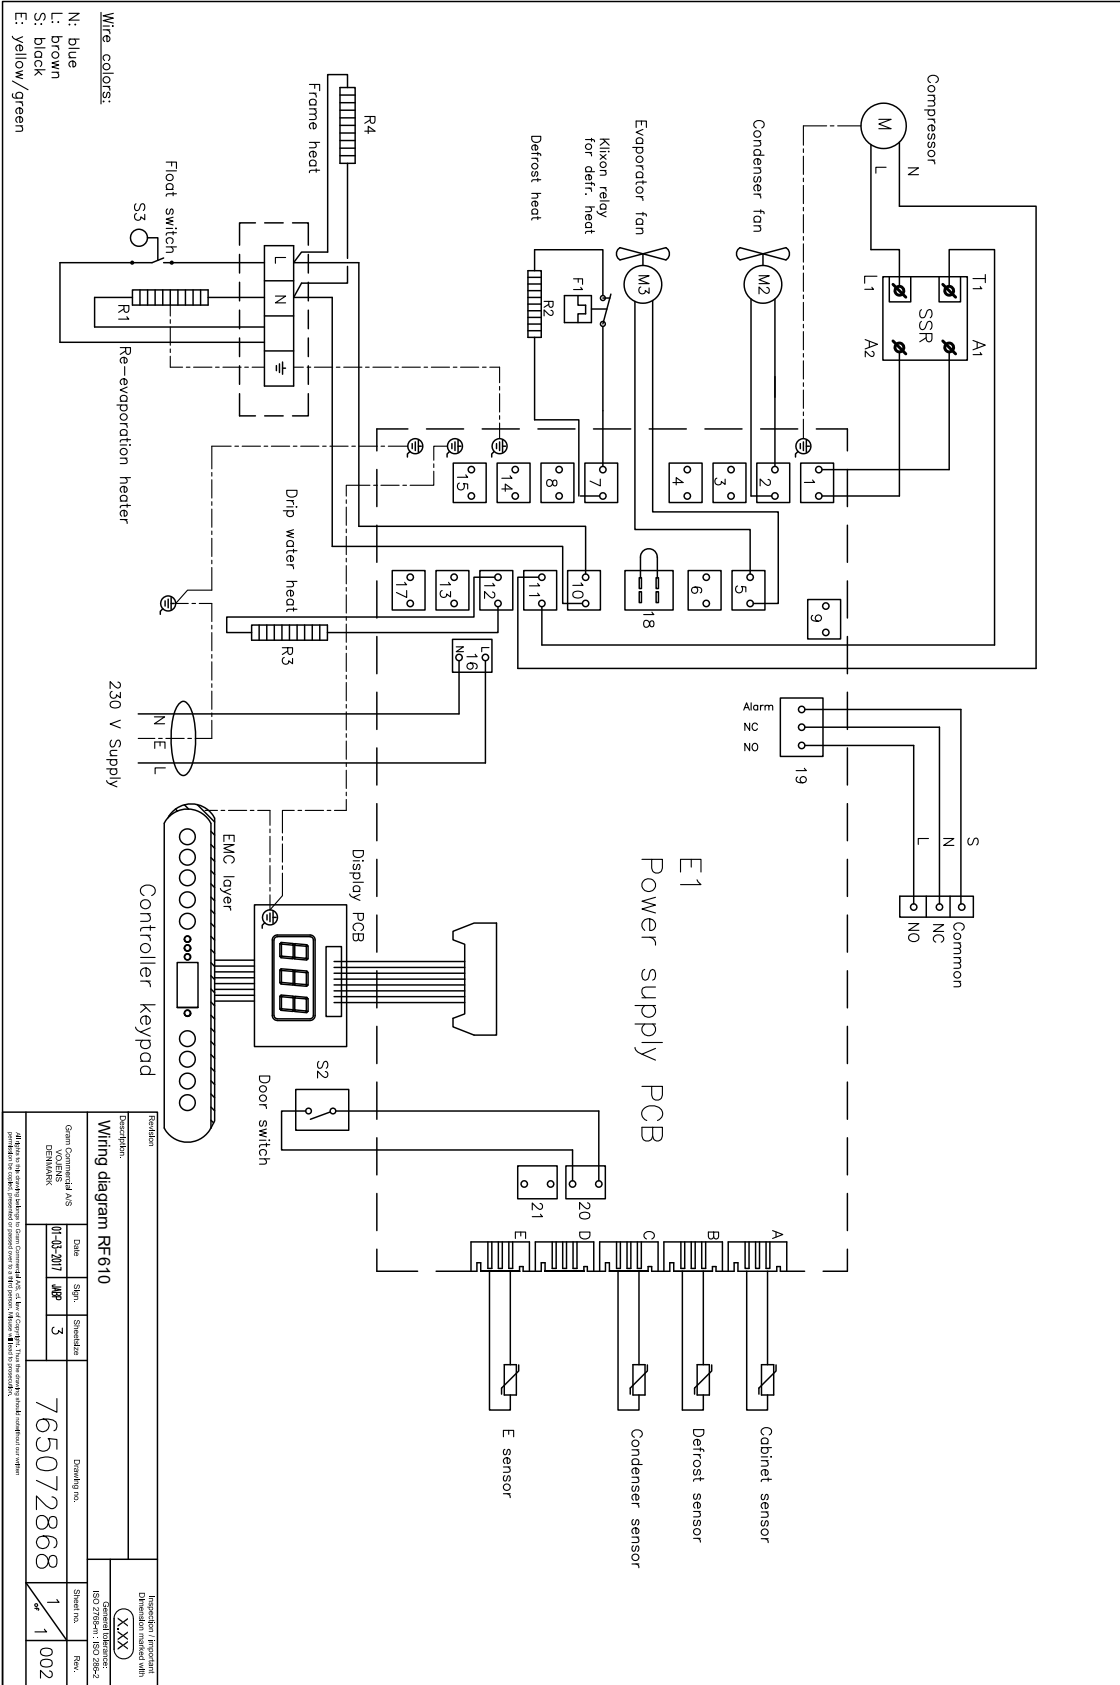 Compressor
M
N
L
T1
A1
L1
A2
SSR
Condenser fan
M2
Evaporator fan
M3
Klixon relay
for defr. heat
F1
Defrost heat
R2
R4
Frame heat
Float switch
S3
L
N
R1
Re-evaporation heater
Drip water heat
R3
230 V Supply
N
E
L
1
2
3
4
7
8
14
15
9
5
6
18
10
11
12
13
17
L
16
N
Alarm
NC
NO
19
S
N
L
Common
NC
NO
E1
Power supply PCB
Display PCB
EMC layer
Controller keypad
S2
Door switch
20
21
A
B
C
D
E
Cabinet sensor
Defrost sensor
Condenser sensor
E sensor
Wire colors:
N: blue
L: brown
S: black
E: yellow/green
Revision
Description.
Wiring diagram RF610
Inspection / important
Dimension marked with
X.XX
General tolerance:
ISO 2768-m : ISO 286-2
Gram Commercial A/S
VOJENS
DENMARK
Date
01-03-2017
Sign.
Sheetsize
3
Drawing no.
765072868
Sheet no.
1 OF 1
Rev.
002